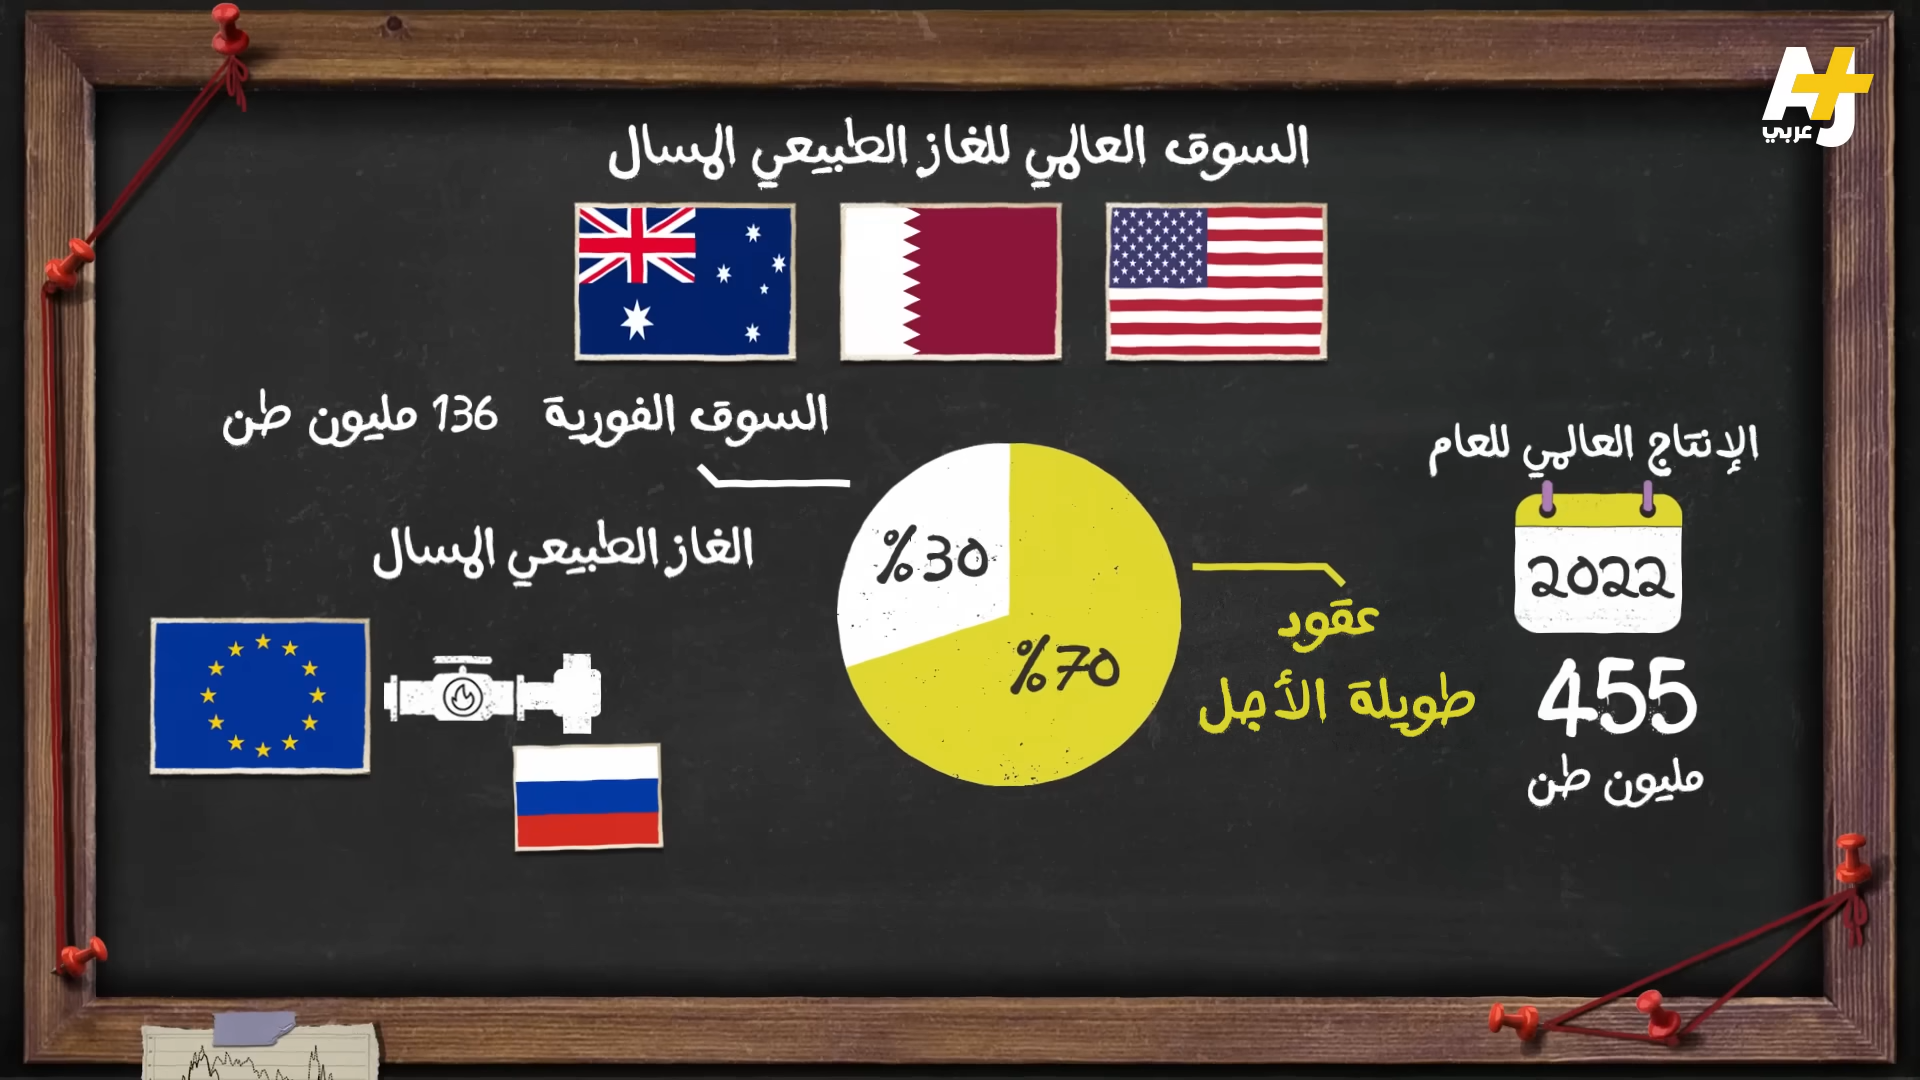 عربي
السوق العالمي للغاز الطبيعي المسال
السوق الفورية 136 مليون طن
الإنتاج العالمي للعام
2022
455
مليون طن
%30
%70
عقود
طويلة الأجل
الغاز الطبيعي المسال